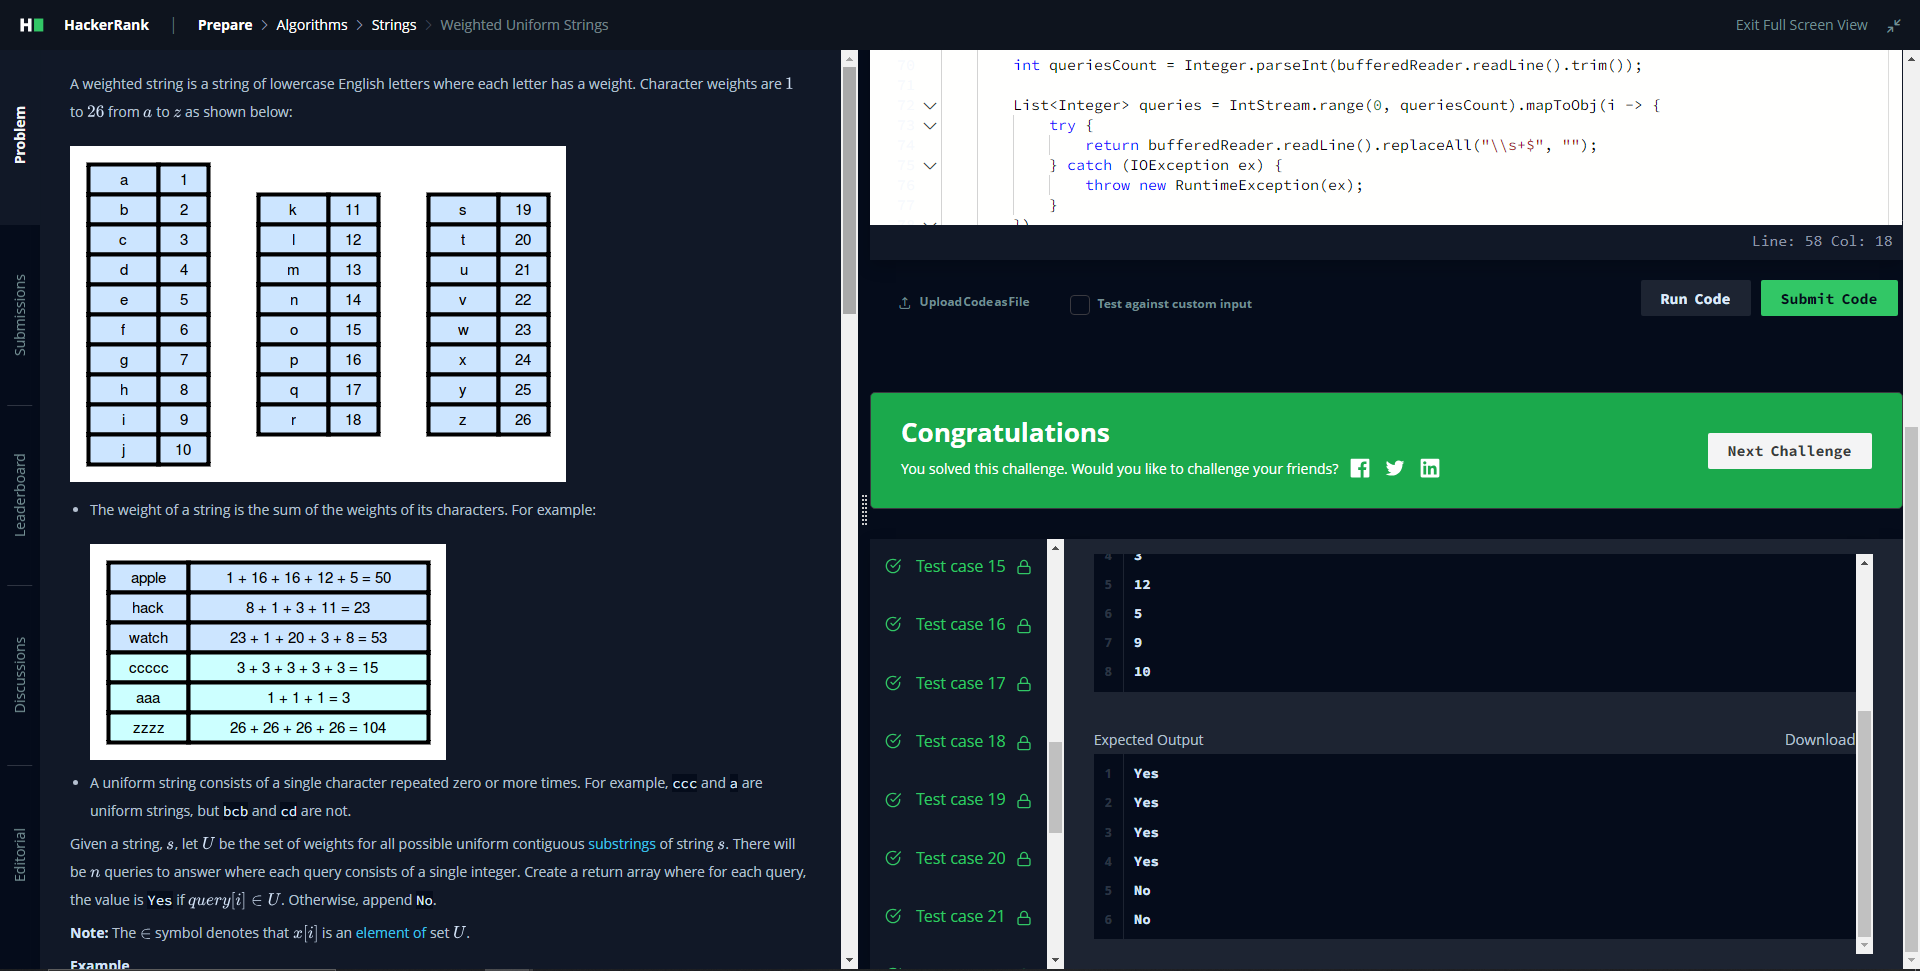 HackerRank
Prepare > Algorithms > Strings > Weighted Uniform Strings
Exit Full Screen View
Problem
Submissions
Leaderboard
Discussions
Editorial
A weighted string is a string of lowercase English letters where each letter has a weight. Character weights are 1
to 26 from a to z as shown below:
a 1
b 2
c 3
d 4
e 5
f 6
g 7
h 8
i 9
j 10
k 11
l 12
m 13
n 14
o 15
p 16
q 17
r 18
s 19
t 20
u 21
v 22
w 23
x 24
y 25
z 26
• The weight of a string is the sum of the weights of its characters. For example:
apple 1 + 16 + 16 + 12 + 5 = 50
hack 8 + 1 + 3 + 11 = 23
watch 23 + 1 + 20 + 3 + 8 = 53
ccccc 3 + 3 + 3 + 3 + 3 = 15
aaa 1 + 1 + 1 = 3
zzzz 26 + 26 + 26 + 26 = 104
• A uniform string consists of a single character repeated zero or more times. For example, ccc and a are
uniform strings, but bcb and cd are not.
Given a string, s, let U be the set of weights for all possible uniform contiguous substrings of string s. There will
be n queries to answer where each query consists of a single integer. Create a return array where for each query,
the value is Yes if query[i] ∈ U. Otherwise, append No.
Note: The ∈ symbol denotes that x[i] is an element of set U.
Example
70 int queriesCount = Integer.parseInt(bufferedReader.readLine().trim());
71
72 List<Integer> queries = IntStream.range(0, queriesCount).mapToObj(i -> {
73 try {
74 return bufferedReader.readLine().replaceAll("\\s+$", "");
75 } catch (IOException ex) {
76 throw new RuntimeException(ex);
77 }
78 })
Line: 58 Col: 18
Upload Code as File
Test against custom input
Run Code
Submit Code
Congratulations
You solved this challenge. Would you like to challenge your friends?
Next Challenge
Test case 15
Test case 16
Test case 17
Test case 18
Test case 19
Test case 20
Test case 21
4 3
5 12
6 5
7 9
8 10
Expected Output
Download
1 Yes
2 Yes
3 Yes
4 Yes
5 No
6 No